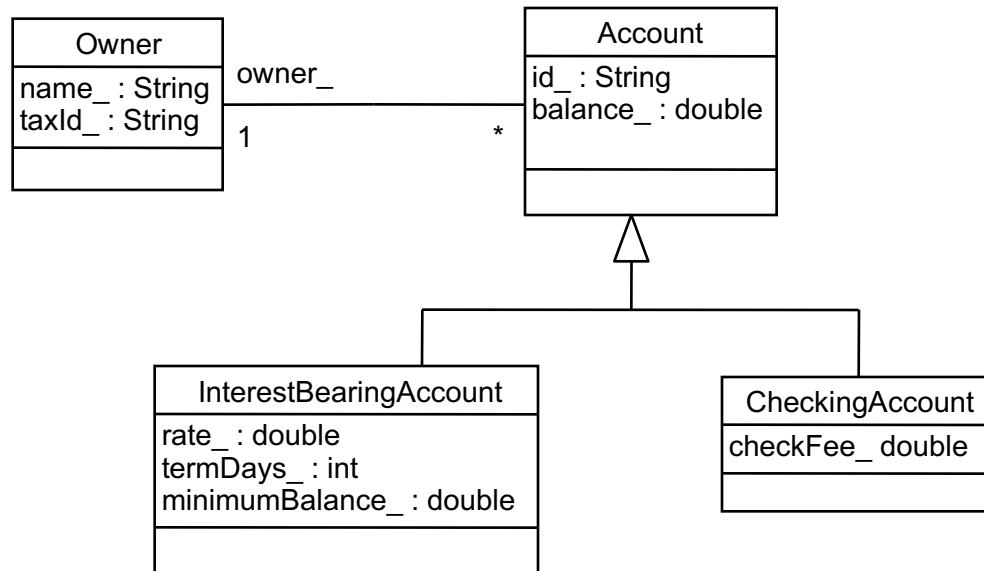 Owner
name_ : String
taxId_ : String
owner_
1
*
Account
id_ : String
balance_ : double
InterestBearingAccount
rate_ : double
termDays_ : int
minimumBalance_ : double
CheckingAccount
checkFee_ double